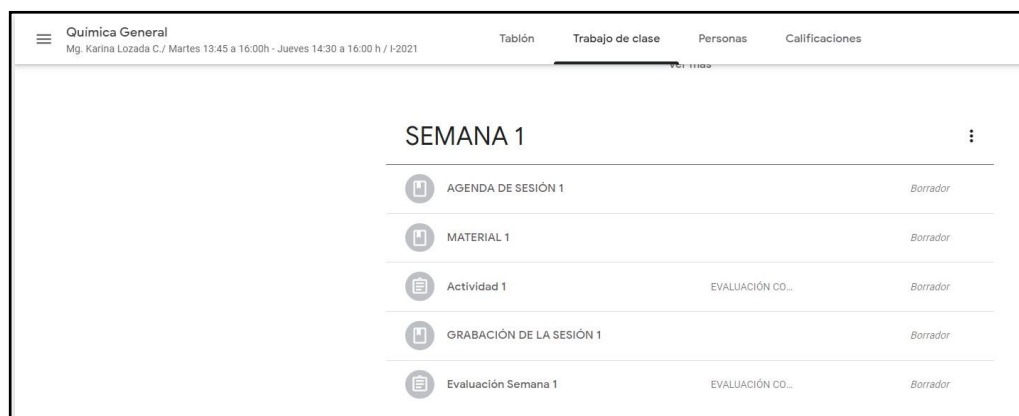 Química General
Mg. Karina Lozada C./ Martes 13:45 a 16:00h - Jueves 14:30 a 16:00 h / I-2021
Tablón Trabajo de clase Personas Calificaciones
Ver más
SEMANA 1
AGENDA DE SESIÓN 1 Borrador
MATERIAL 1 Borrador
Actividad 1 EVALUACIÓN CO... Borrador
GRABACIÓN DE LA SESIÓN 1 Borrador
Evaluación Semana 1 EVALUACIÓN CO... Borrador